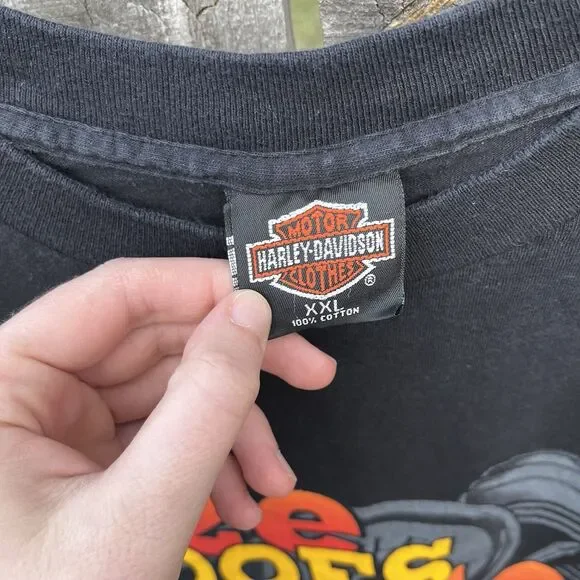 MOTOR
HARLEY-DAVIDSON
CLOTHES
®
XXL
100% COTTON